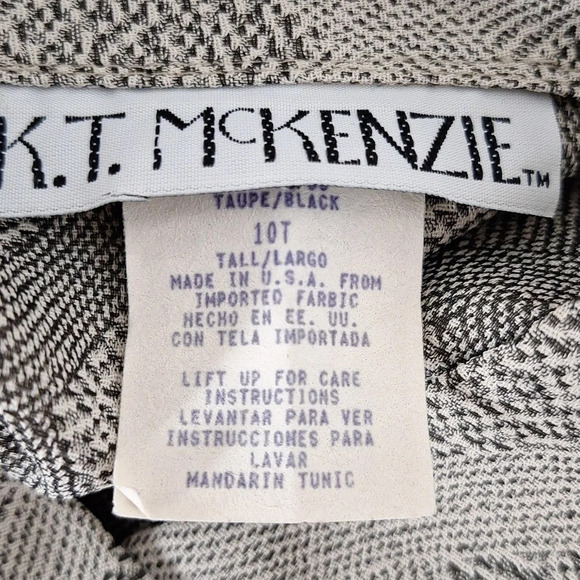 K.T. McKENZIE™
TAUPE/BLACK
10T
TALL/LARGO
MADE IN U.S.A. FROM
IMPORTED FARBIC
HECHO EN EE. UU.
CON TELA IMPORTADA
LIFT UP FOR CARE
INSTRUCTIONS
LEVANTAR PARA VER
INSTRUCCIONES PARA
LAVAR
MANDARIN TUNIC